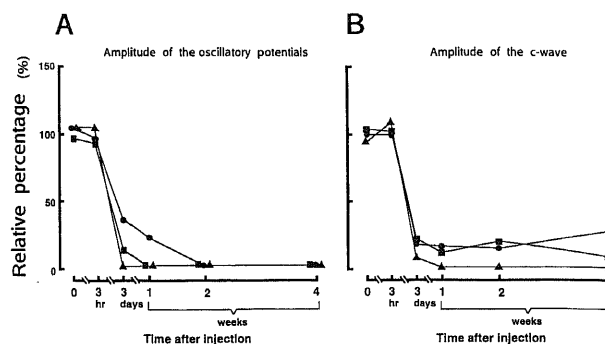 A
B
Amplitude of the oscillatory potentials
Amplitude of the c-wave
Relative percentage (%)
150
100
50
0
0 3 3 1 2 4
hr days
weeks
Time after injection
0 3 3 1 2
hr days
weeks
Time after injection